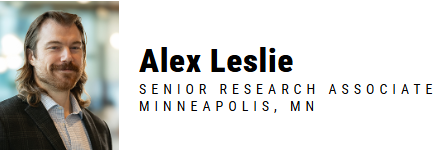 Alex Leslie
SENIOR RESEARCH ASSOCIATE
MINNEAPOLIS, MN